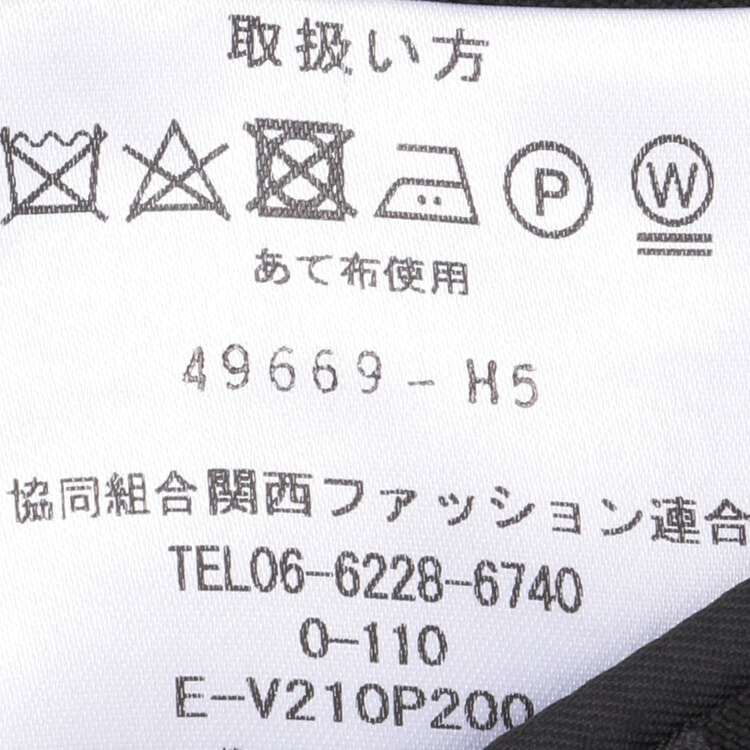 取扱い方
P W
あて布使用
49669-H5
協同組合関西ファッション連合
TEL06-6228-6740
0-110
E-V210P200